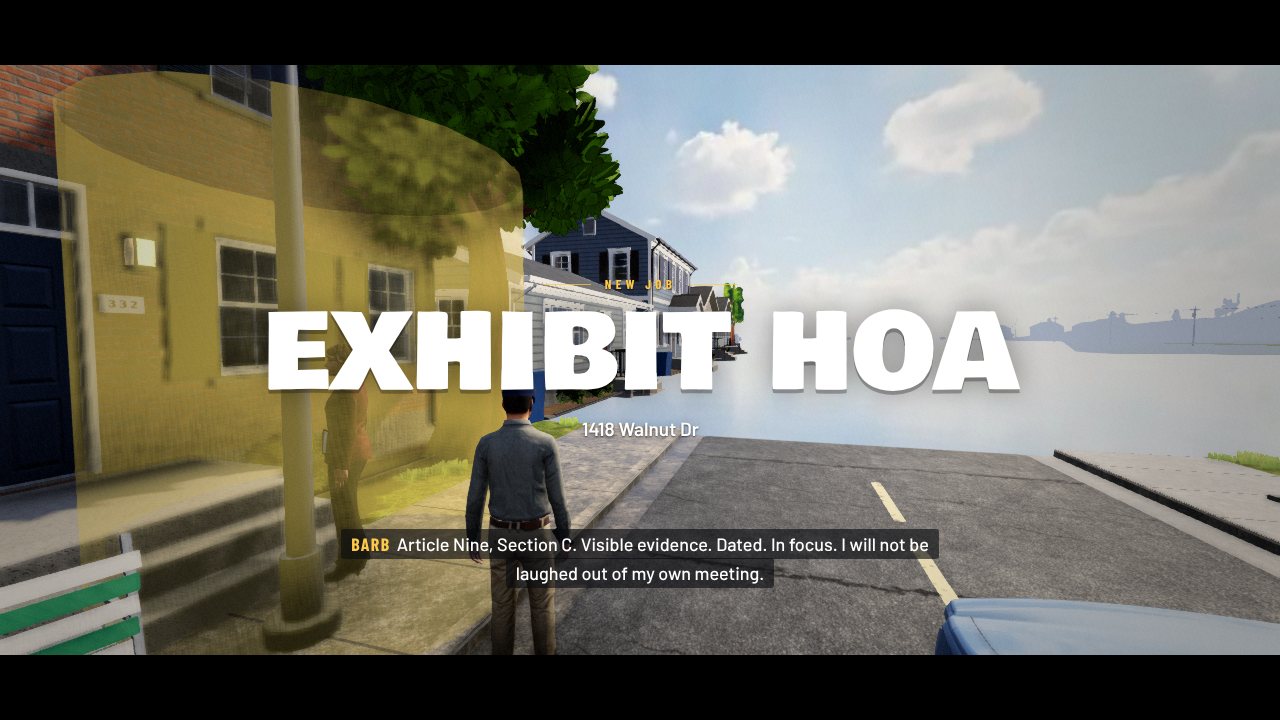 332
NEW JOB
EXHIBIT HOA
1418 Walnut Dr
BARB Article Nine, Section C. Visible evidence. Dated. In focus. I will not be
laughed out of my own meeting.